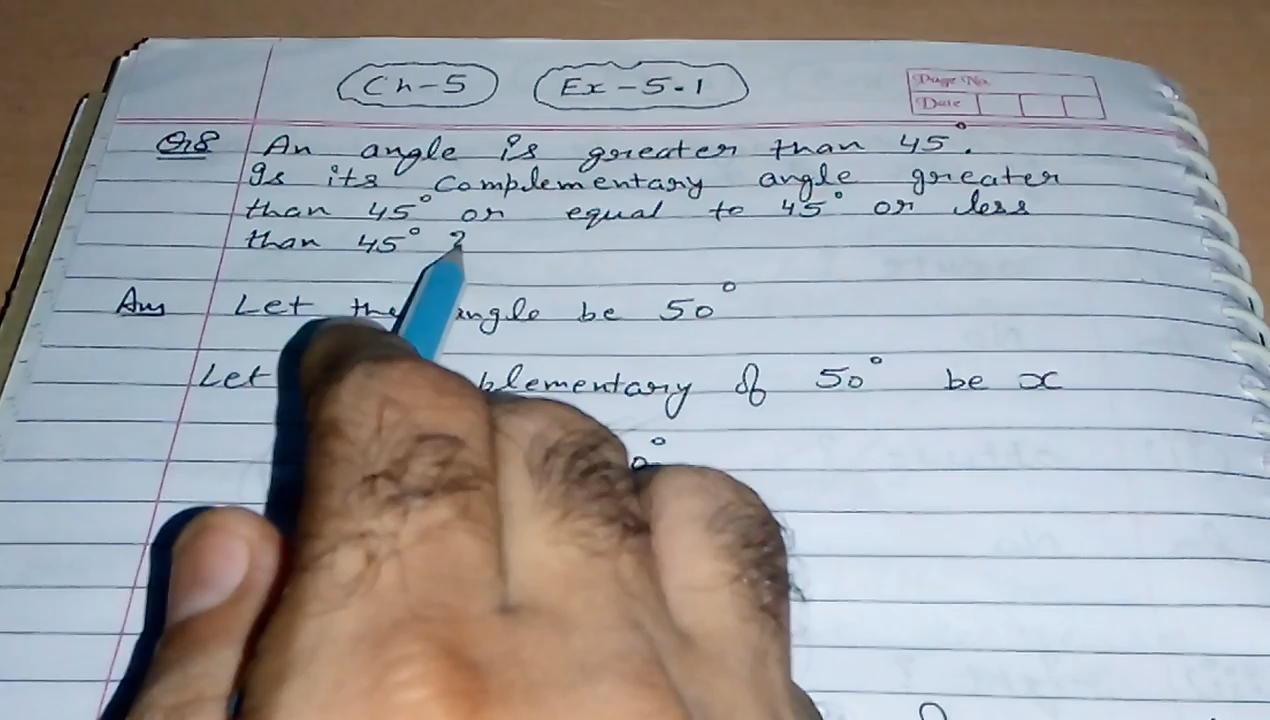 Ch-5 Ex-5.1
Page No.
Date
Q.8 An angle is greater than 45°.
Is its complementary angle greater
than 45° or equal to 45° or less
than 45° ?
Ans Let the angle be 50°
Let plementary of 50° be x